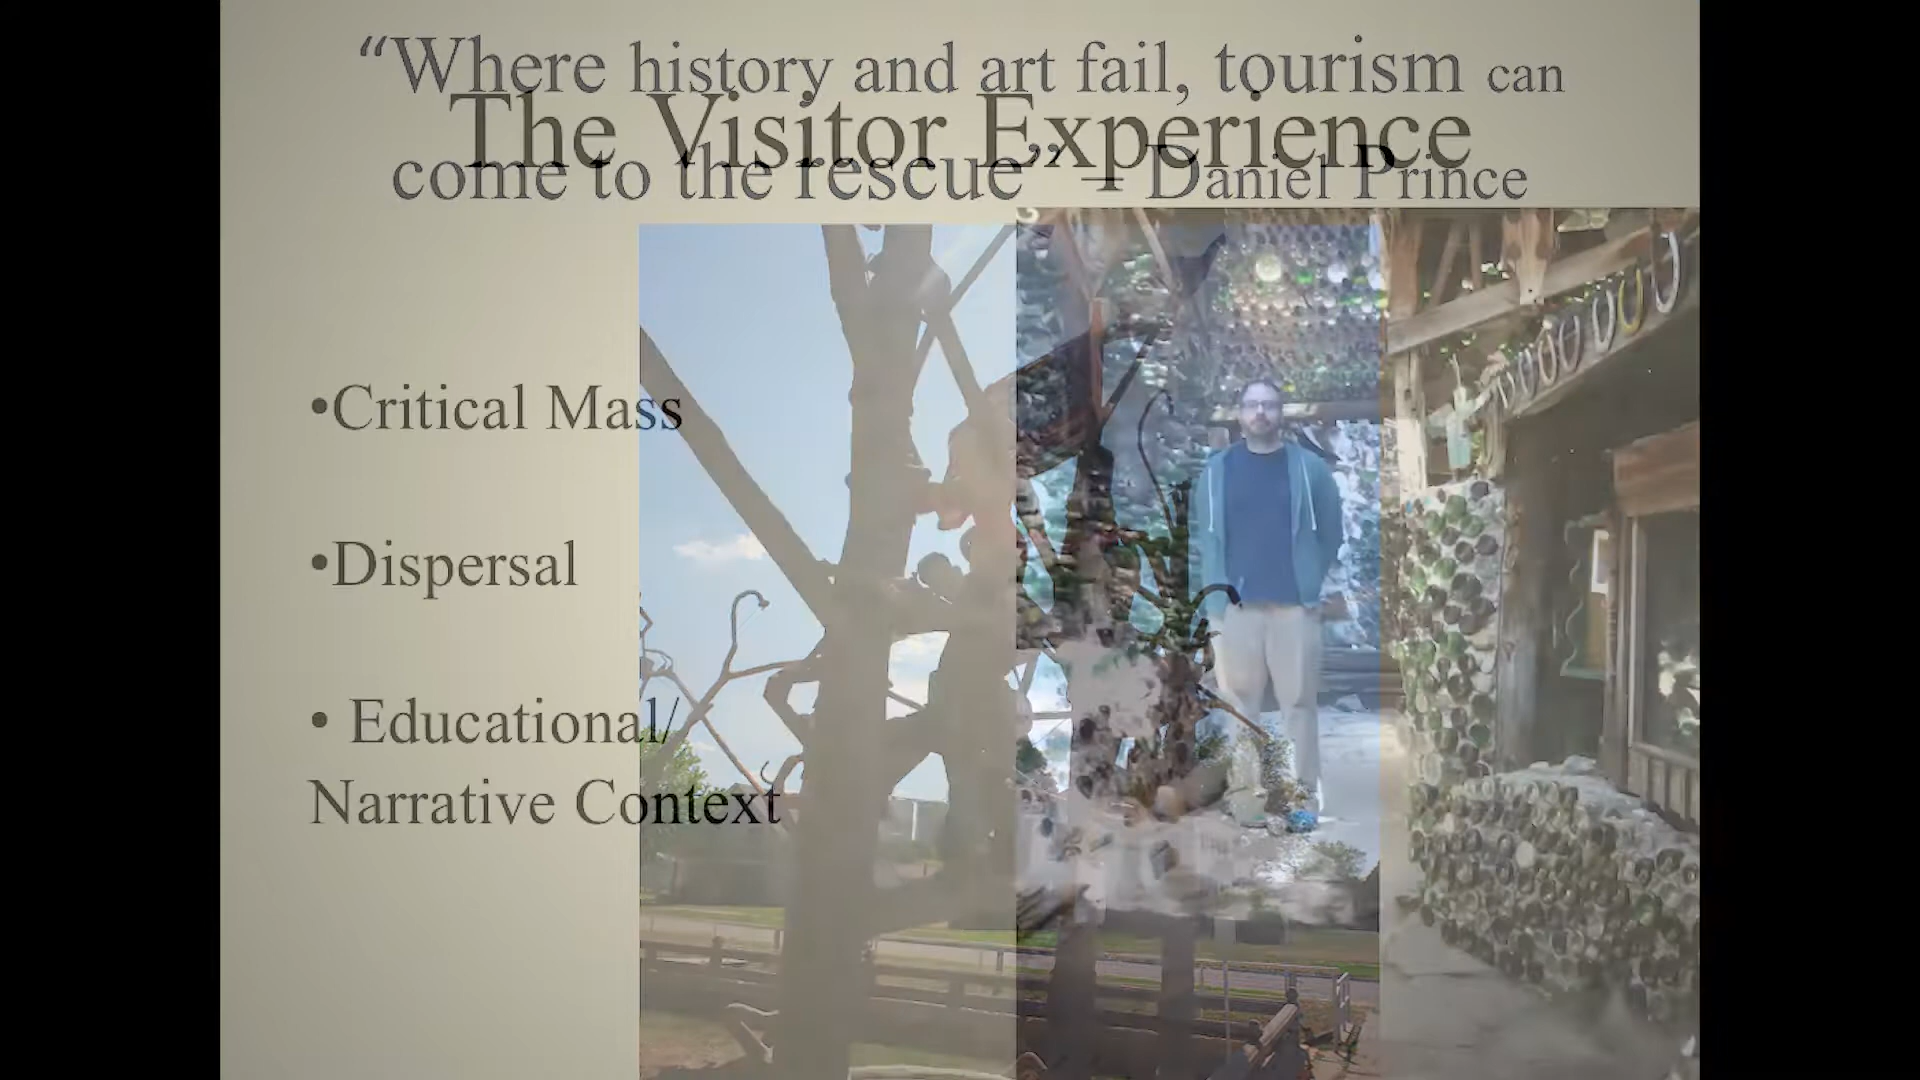 “Where history and art fail, tourism can
come to the rescue” – Daniel Prince
The Visitor Experience
•Critical Mass
•Dispersal
• Educational/
Narrative Context